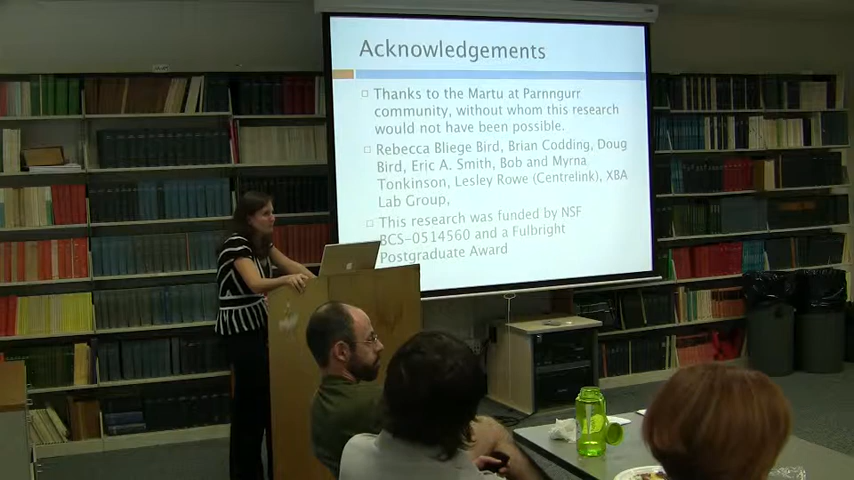 Acknowledgements
Thanks to the Martu at Parnngurr
community, without whom this research
would not have been possible.
Rebecca Bliege Bird, Brian Codding, Doug
Bird, Eric A. Smith, Bob and Myrna
Tonkinson, Lesley Rowe (Centrelink), XBA
Lab Group,
This research was funded by NSF
BCS-0514560 and a Fulbright
Postgraduate Award